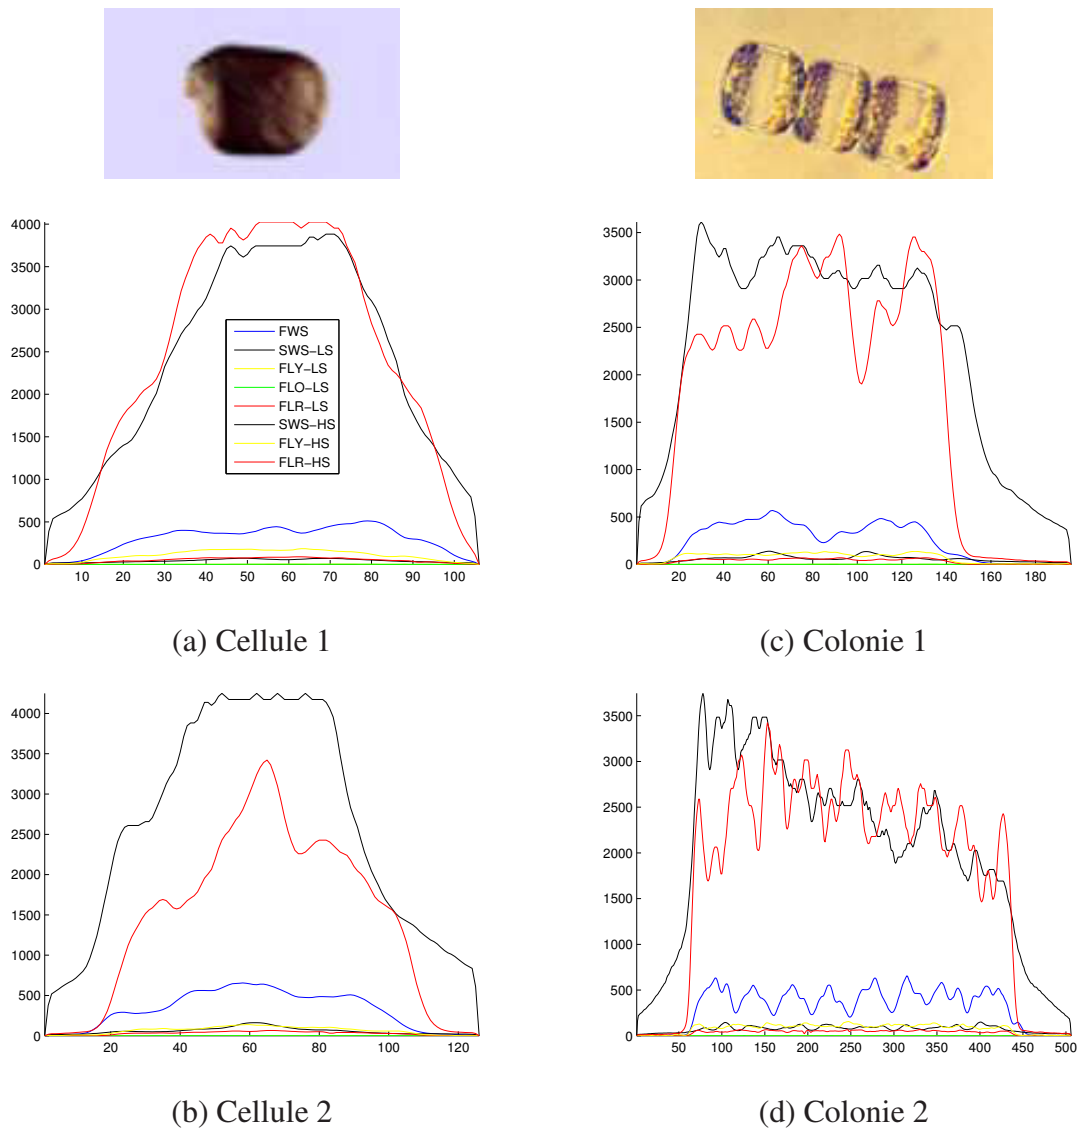 4000
3500
3000
2500
2000
1500
1000
500
0
10 20 30 40 50 60 70 80 90 100
FWS
SWS−LS
FLY−LS
FLO−LS
FLR−LS
SWS−HS
FLY−HS
FLR−HS
(a) Cellule 1
3500
3000
2500
2000
1500
1000
500
0
20 40 60 80 100 120 140 160 180
(c) Colonie 1
4000
3500
3000
2500
2000
1500
1000
500
0
20 40 60 80 100 120
(b) Cellule 2
3500
3000
2500
2000
1500
1000
500
0
50 100 150 200 250 300 350 400 450 500
(d) Colonie 2